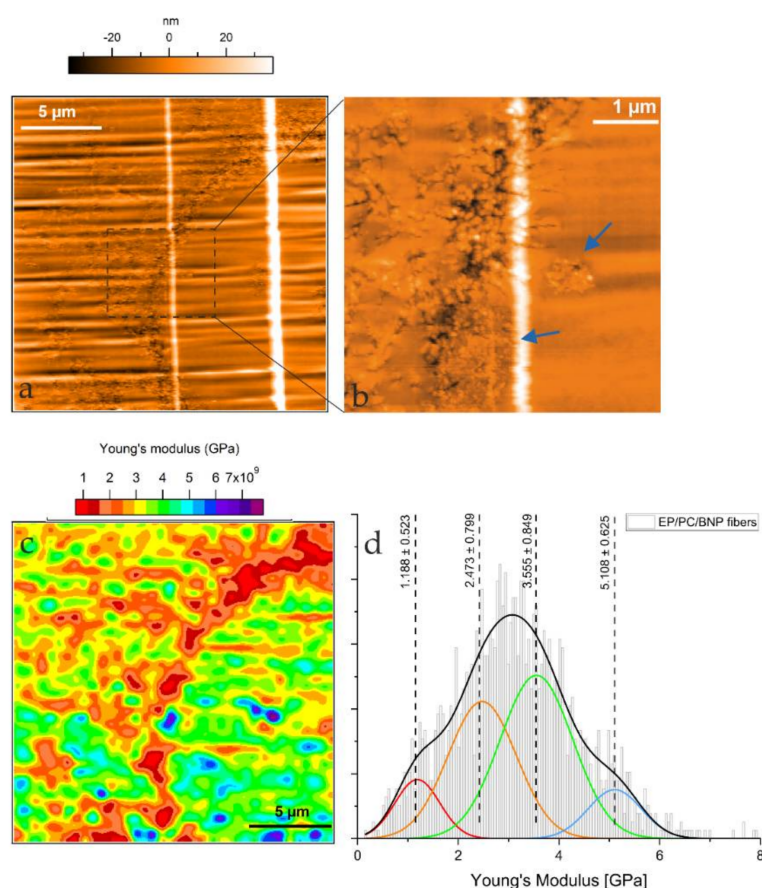 nm
-20 0 20
5 µm
1 µm
a
b
Young's modulus (GPa)
1 2 3 4 5 6 7x10⁹
c
5 µm
d
1.188 ± 0.523
2.473 ± 0.799
3.555 ± 0.849
5.108 ± 0.625
EP/PC/BNP fibers
0 2 4 6 8
Young's Modulus [GPa]